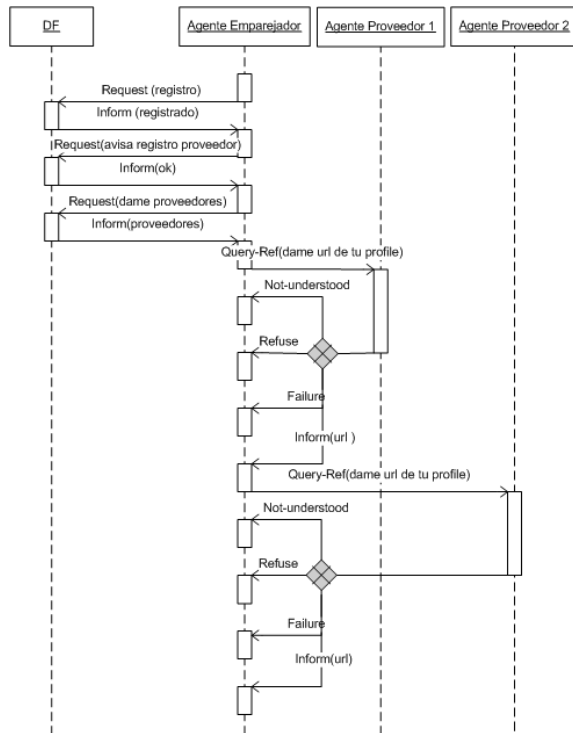 DF
Agente Emparejador
Agente Proveedor 1
Agente Proveedor 2
Request (registro)
Inform (registrado)
Request(avisa registro proveedor)
Inform(ok)
Request(dame proveedores)
Inform(proveedores)
Query-Ref(dame url de tu profile)
Not-understood
Refuse
Failure
Inform(url )
Query-Ref(dame url de tu profile)
Not-understood
Refuse
Failure
Inform(url)